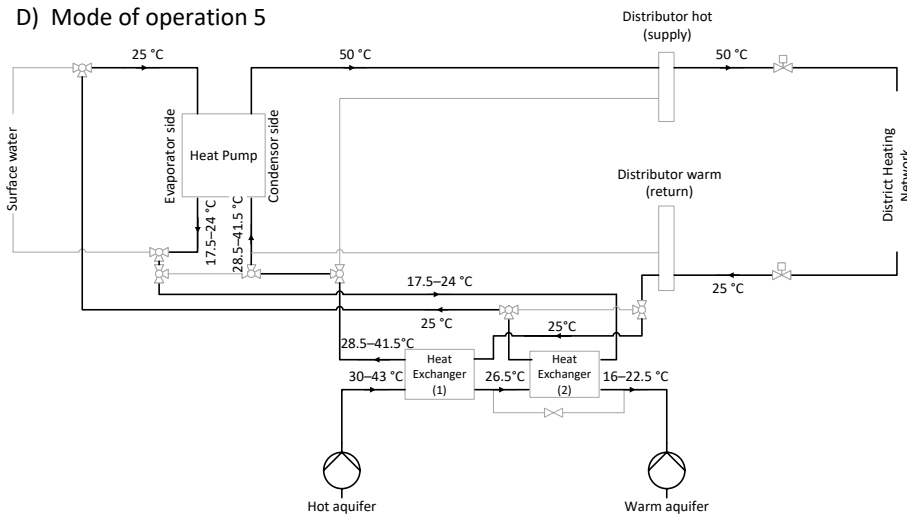 D) Mode of operation 5
Distributor hot
(supply)
25 °C
50 °C
50 °C
Surface water
Evaporator side
Heat Pump
Condensor side
District Heating
Network
Distributor warm
(return)
17.5–24 °C
28.5–41.5 °C
17.5–24 °C
25 °C
25 °C
25°C
28.5–41.5°C
Heat
Exchanger
(1)
Heat
Exchanger
(2)
30–43 °C
26.5°C
16–22.5 °C
Hot aquifer
Warm aquifer